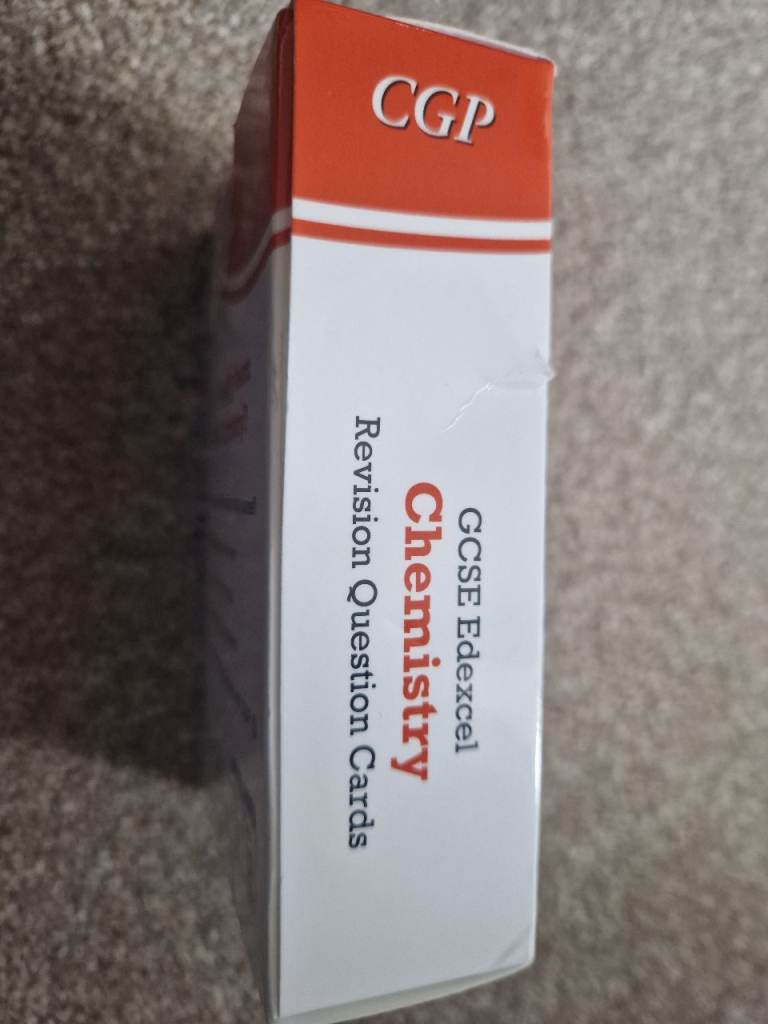 CGP
GCSE Edexcel
Chemistry
Revision Question Cards